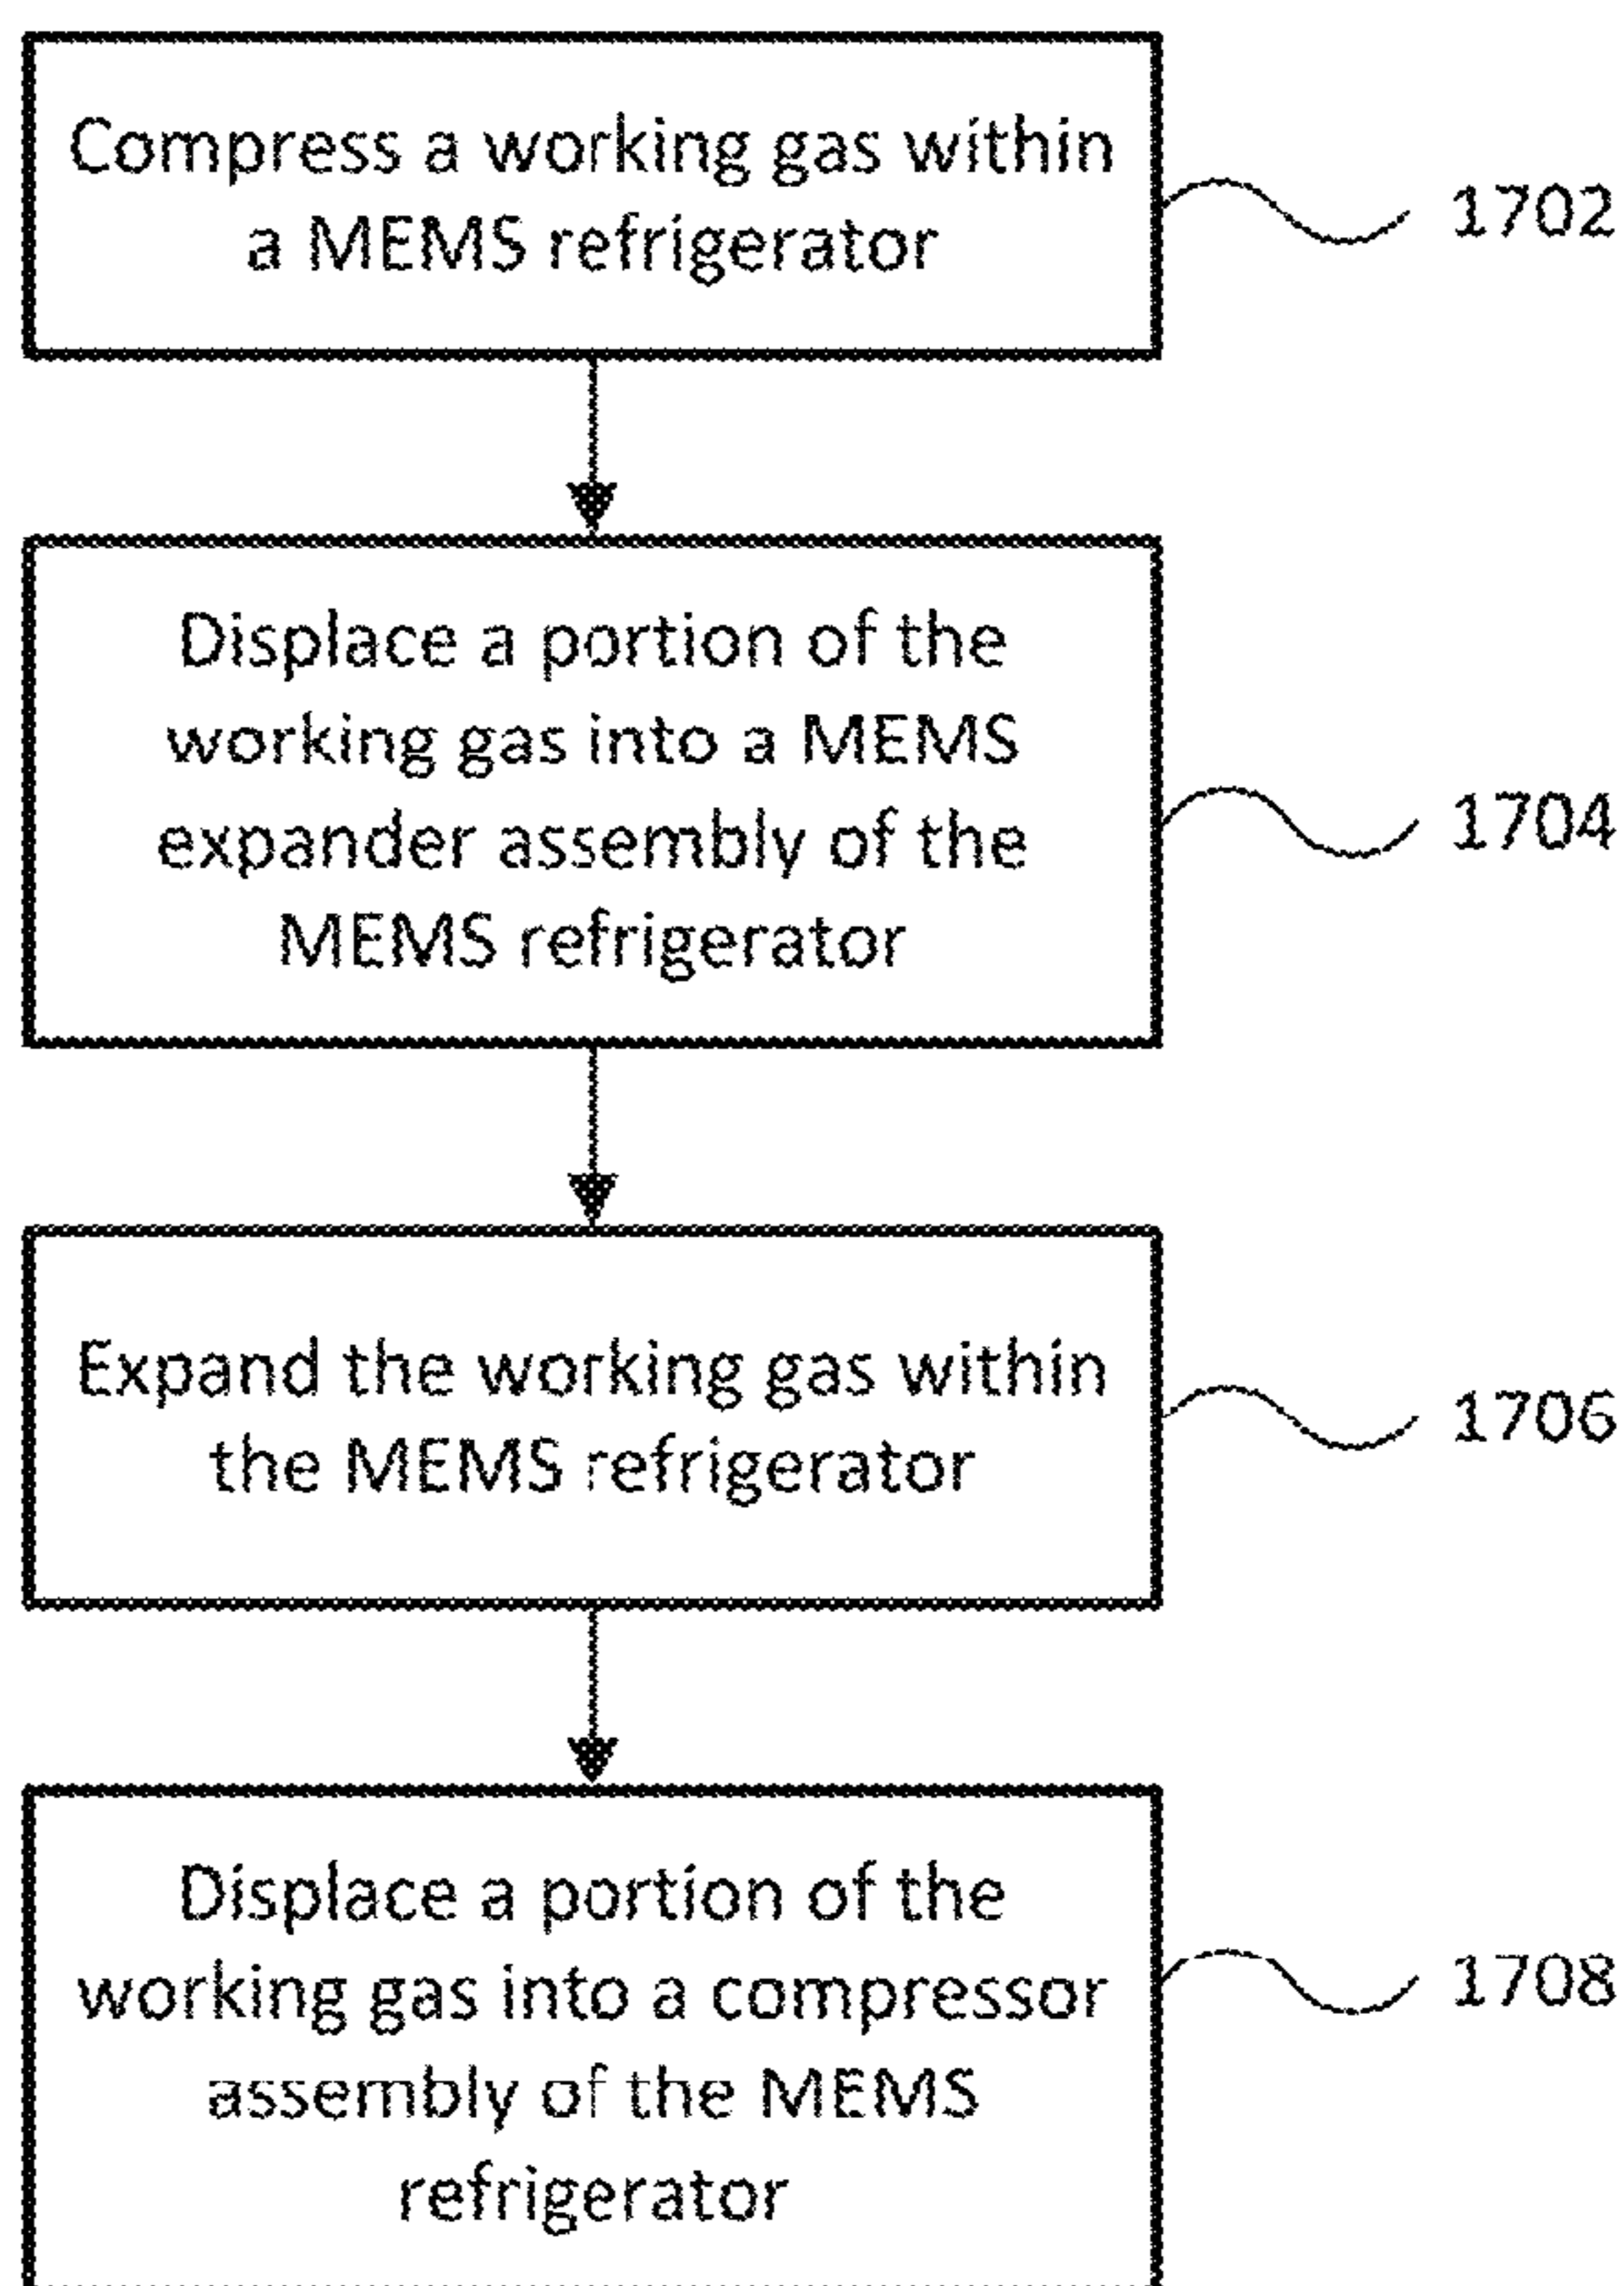 Compress a working gas within
a MEMS refrigerator
1702
Displace a portion of the
working gas into a MEMS
expander assembly of the
MEMS refrigerator
1704
Expand the working gas within
the MEMS refrigerator
1706
Displace a portion of the
working gas into a compressor
assembly of the MEMS
refrigerator
1708